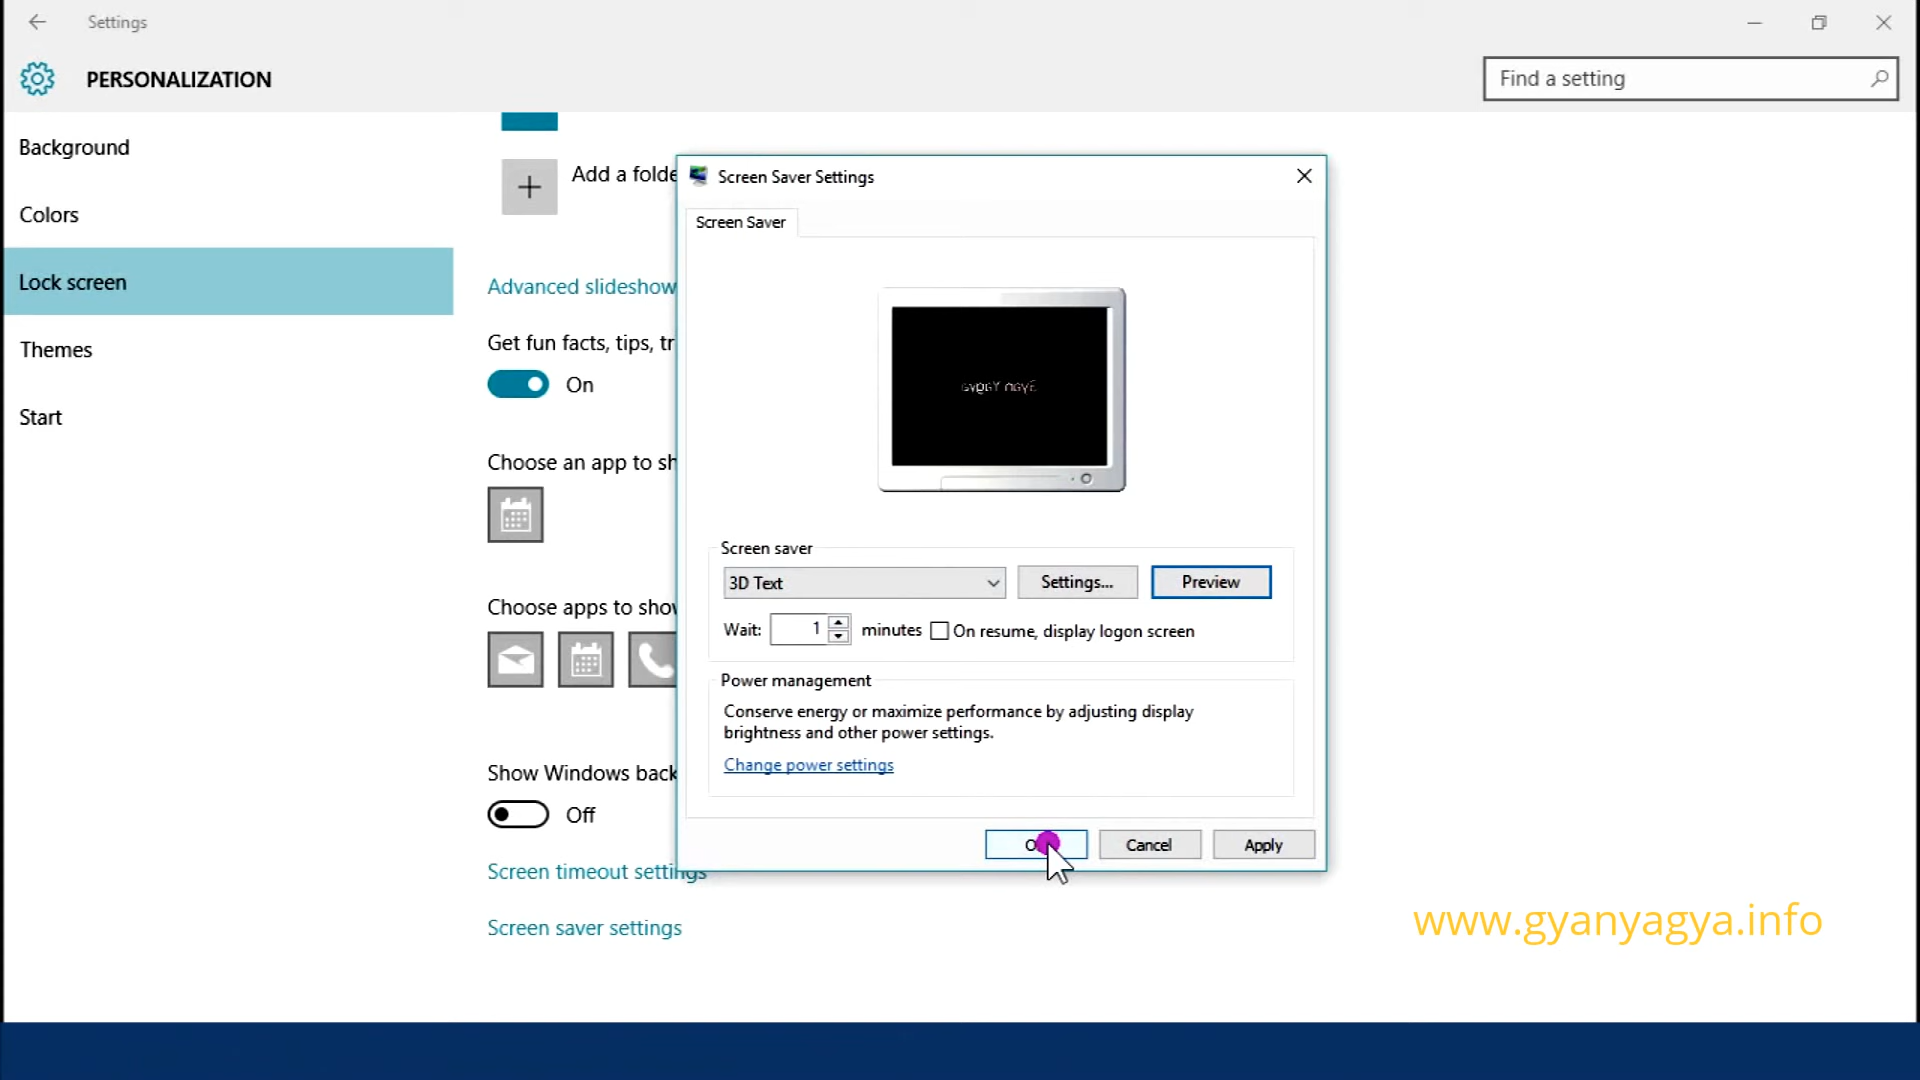 Settings
PERSONALIZATION
Find a setting
Background
Colors
Lock screen
Themes
Start
Add a folde
Advanced slideshow
Get fun facts, tips, tr
On
Choose an app to sh
Choose apps to show
Show Windows back
Off
Screen timeout settings
Screen saver settings
Screen Saver Settings
Screen Saver
Screen saver
3D Text
Settings...
Preview
Wait: 1 minutes On resume, display logon screen
Power management
Conserve energy or maximize performance by adjusting display
brightness and other power settings.
Change power settings
Cancel
Apply
www.gyanyagya.info